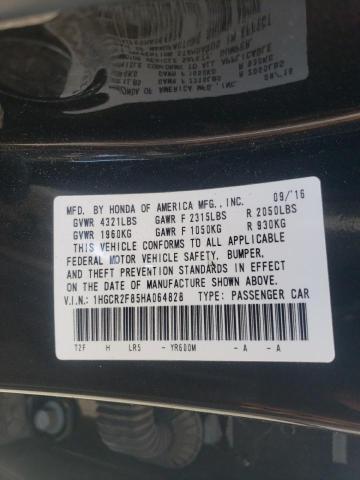 MFD. BY HONDA OF AMERICA MFG., INC. 09/'16
GVWR 4321LBS GAWR F 2315LBS R 2050LBS
GVWR 1960KG GAWR F 1050KG R 930KG
THIS VEHICLE CONFORMS TO ALL APPLICABLE
FEDERAL MOTOR VEHICLE SAFETY, BUMPER,
AND THEFT PREVENTION STANDARDS IN EFFECT
ON THE DATE OF MANUFACTURE SHOWN ABOVE.
V.I.N.: 1HGCR2F85HA064828 TYPE: PASSENGER CAR
T2F H LRS - YR600M - A - A